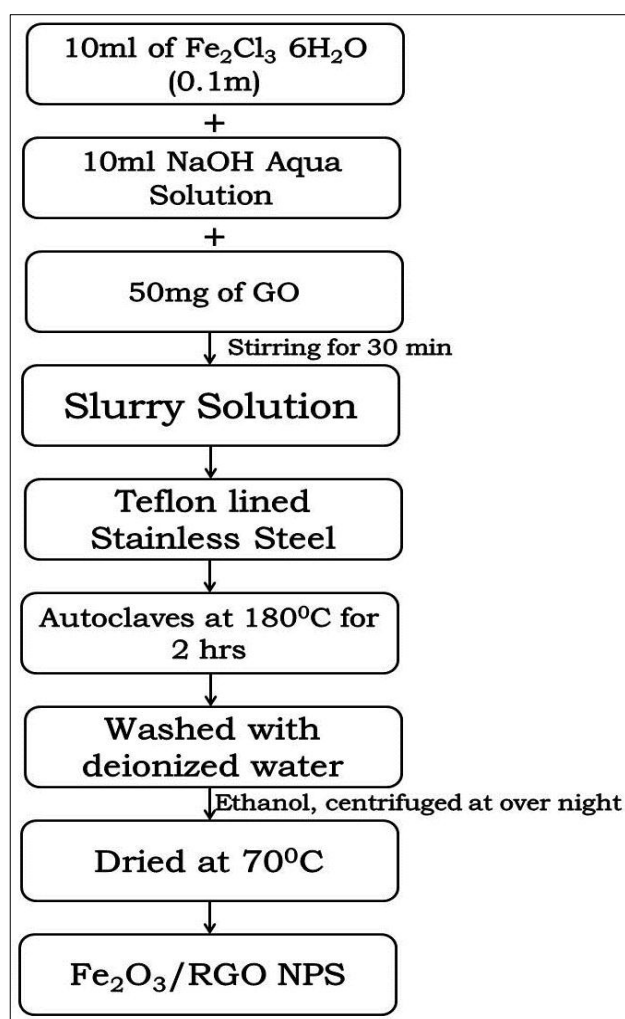 10ml of Fe₂Cl₃ 6H₂O
(0.1m)
+
10ml NaOH Aqua
Solution
+
50mg of GO
Stirring for 30 min
Slurry Solution
Teflon lined
Stainless Steel
Autoclaves at 180⁰C for
2 hrs
Washed with
deionized water
Ethanol, centrifuged at over night
Dried at 70⁰C
Fe₂O₃/RGO NPS